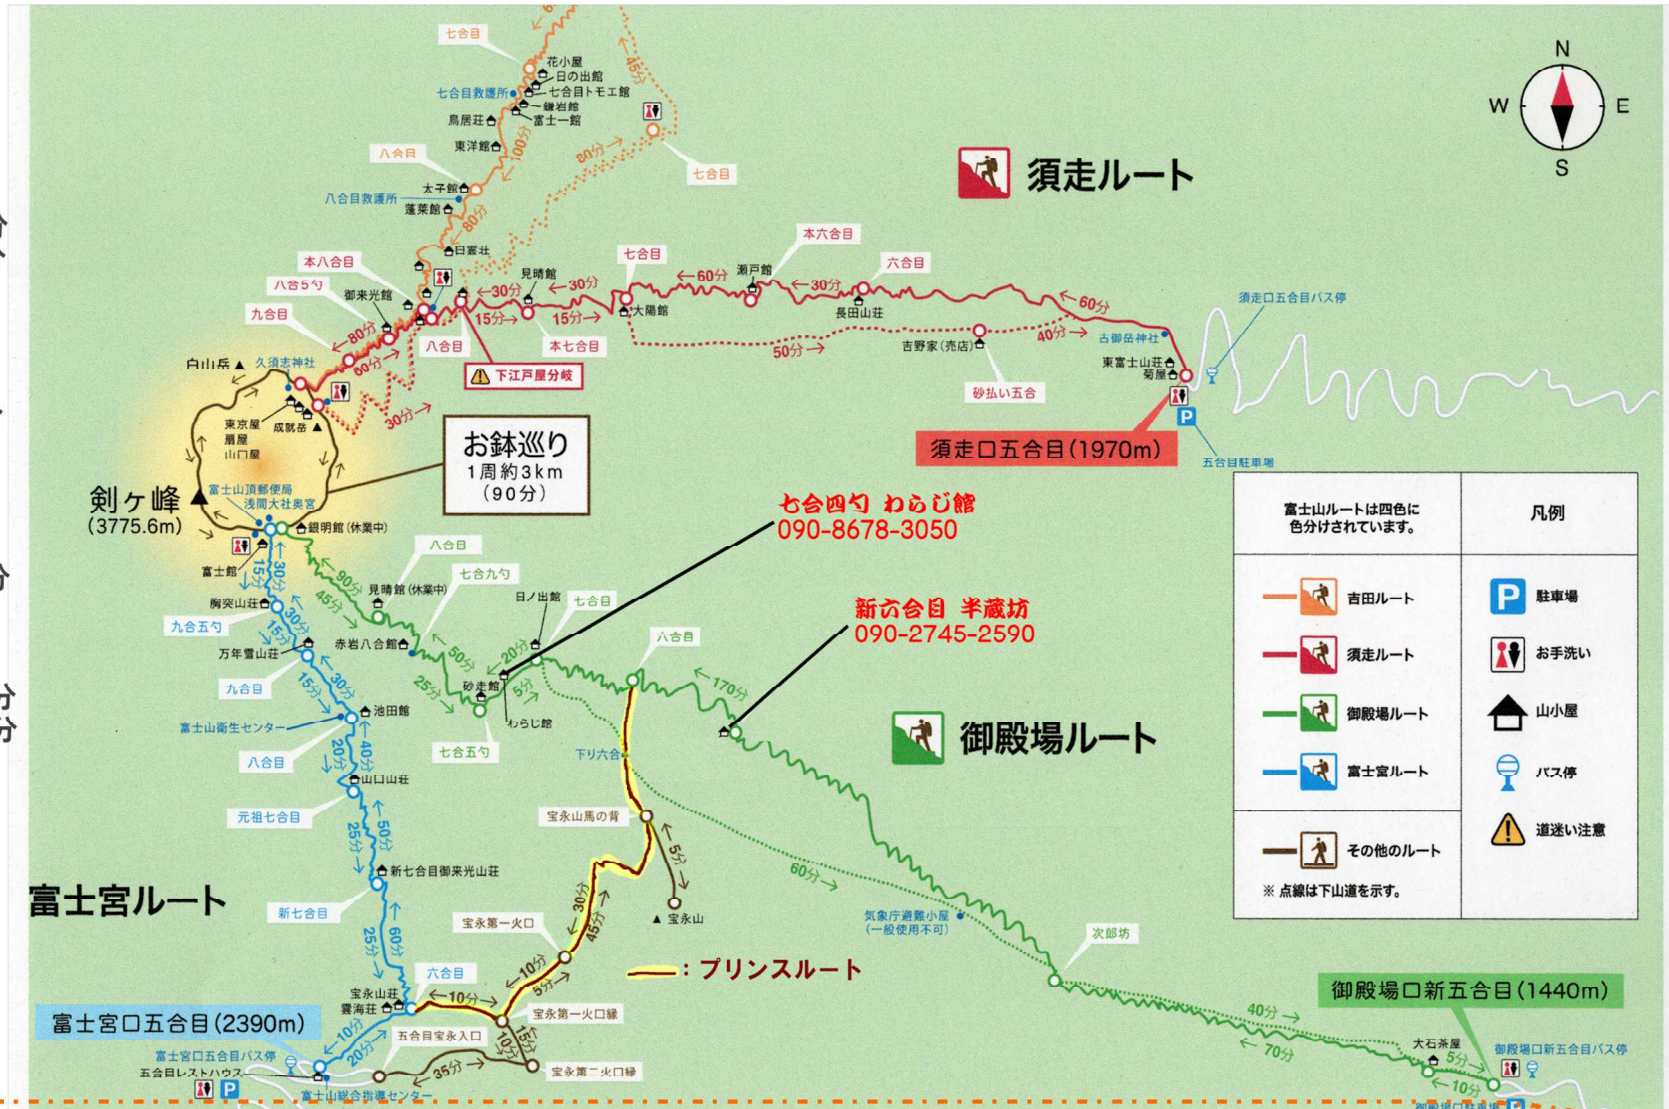 七合目
花小屋
日の出館
七合目救護所
七合目トモエ館
鎌岩館
富士一館
鳥居荘
東洋館
←100分
←45分
80分→
七合目
八合目
太子館
八合目救護所
蓬莱館
←80分
白雲荘
N
W
E
S
須走ルート
本八合目
八合5勺
御来光館
九合目
見晴館
七合目
瀬戸館
本六合目
六合目
←30分
←30分
←60分
←30分
←60分
15分→
15分→
大陽館
長田山荘
八合目
本七合目
50分→
吉野家(売店)
40分→
砂払い五合
須走口五合目バス停
古御岳神社
東富士山荘
菊屋
須走口五合目(1970m)
五合目駐車場
⚠ 下江戸屋分岐
←80分
60分→
30分→
白山岳▲
久須志神社
東京屋
扇屋
山口屋
成就岳▲
お鉢巡り
1周約3km
(90分)
剣ヶ峰▲
(3775.6m)
富士山頂郵便局
浅間大社奥宮
銀明館(休業中)
富士館
七合四勺 わらじ館
090-8678-3050
新六合目 半蔵坊
090-2745-2590
八合目
←90分
45分→
見晴館(休業中)
七合九勺
日ノ出館
七合目
六合目
赤岩八合館
←50分
25分→
砂走館
←20分
5分→
わらじ館
七合五勺
←170分
御殿場ルート
←30分
15分→
胸突山荘
九合五勺
←30分
15分→
万年雪山荘
九合目
←30分
15分→
池田館
富士山衛生センター
八合目
←40分
20分→
山口山荘
元祖七合目
←50分
25分→
新七合目御来光山荘
富士宮ルート
新七合目
←60分
25分→
下り六合
宝永山馬の背
←5分→
▲ 宝永山
60分→
気象庁避難小屋
(一般使用不可)
次郎坊
←30分
45分→
宝永第一火口
←10分
5分→
:プリンスルート
六合目
宝永山荘
雲海荘
←10分→
宝永第一火口縁
富士宮口五合目(2390m)
←10分
20分→
五合目宝永入口
←15分
10分→
宝永第二火口縁
←35分→
富士宮口五合目バス停
五合目レストハウス
P
富士山総合指導センター
御殿場口新五合目(1440m)
40分→
←70分
大石茶屋
5分→
←10分
御殿場口新五合目バス停
御殿場口駐車場 P
富士山ルートは四色に
色分けされています。
凡例
吉田ルート
須走ルート
御殿場ルート
富士宮ルート
その他のルート
※ 点線は下山道を示す。
P 駐車場
お手洗い
山小屋
バス停
道迷い注意